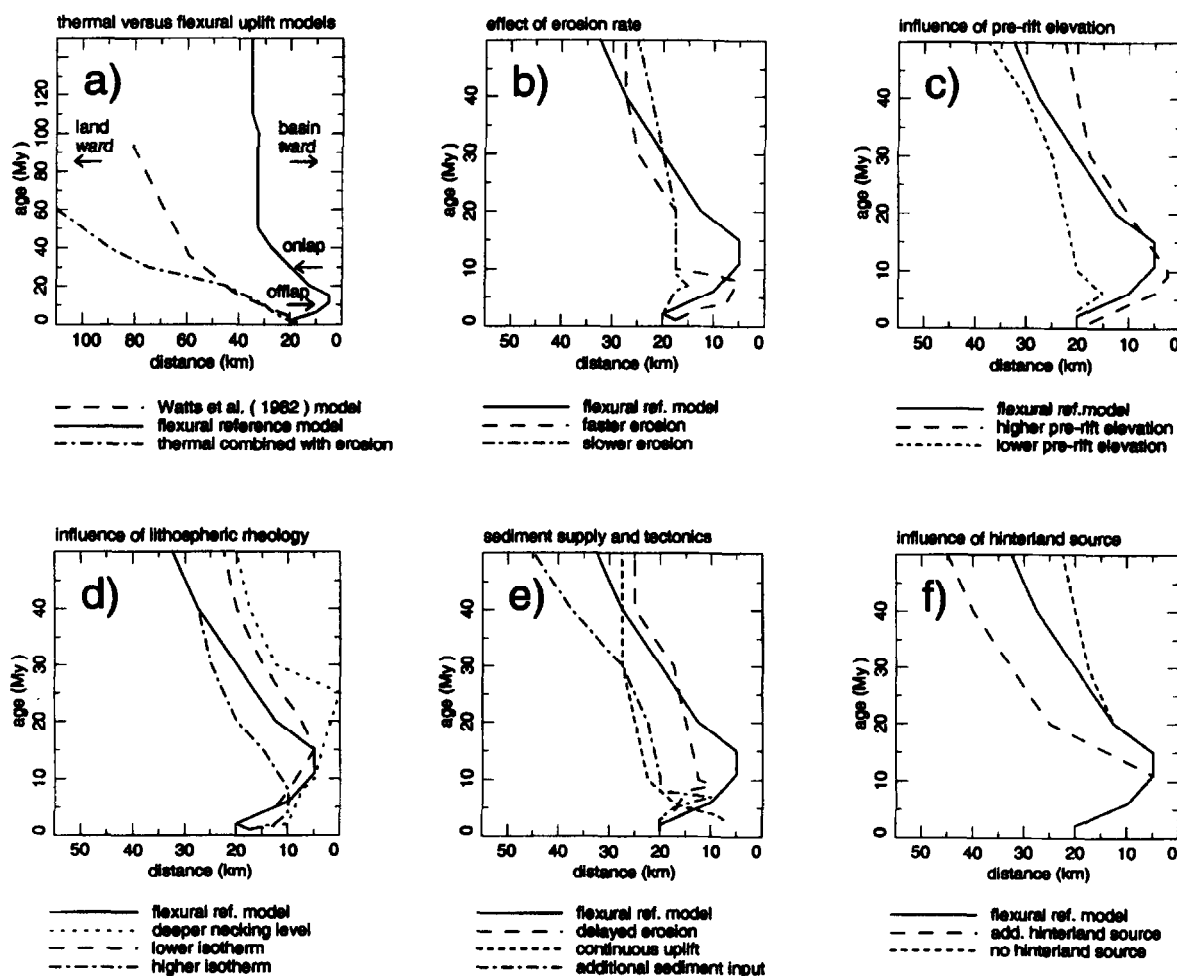 thermal versus flexural uplift models
a)
land
ward
basin
ward
onlap
offlap
age (My)
0 20 40 60 80 100 120
100 80 60 40 20 0
distance (km)
Watts et al. ( 1982 ) model
flexural reference model
thermal combined with erosion
effect of erosion rate
b)
age (My)
0 10 20 30 40
50 40 30 20 10 0
distance (km)
flexural ref. model
faster erosion
slower erosion
influence of pre-rift elevation
c)
age (My)
0 10 20 30 40
50 40 30 20 10 0
distance (km)
flexural ref.model
higher pre-rift elevation
lower pre-rift elevation
influence of lithospheric rheology
d)
age (My)
0 10 20 30 40
50 40 30 20 10 0
distance (km)
flexural ref. model
deeper necking level
lower isotherm
higher isotherm
sediment supply and tectonics
e)
age (My)
0 10 20 30 40
50 40 30 20 10 0
distance (km)
flexural ref. model
delayed erosion
continuous uplift
additional sediment input
influence of hinterland source
f)
age (My)
0 10 20 30 40
50 40 30 20 10 0
distance (km)
flexural ref. model
add. hinterland source
no hinterland source